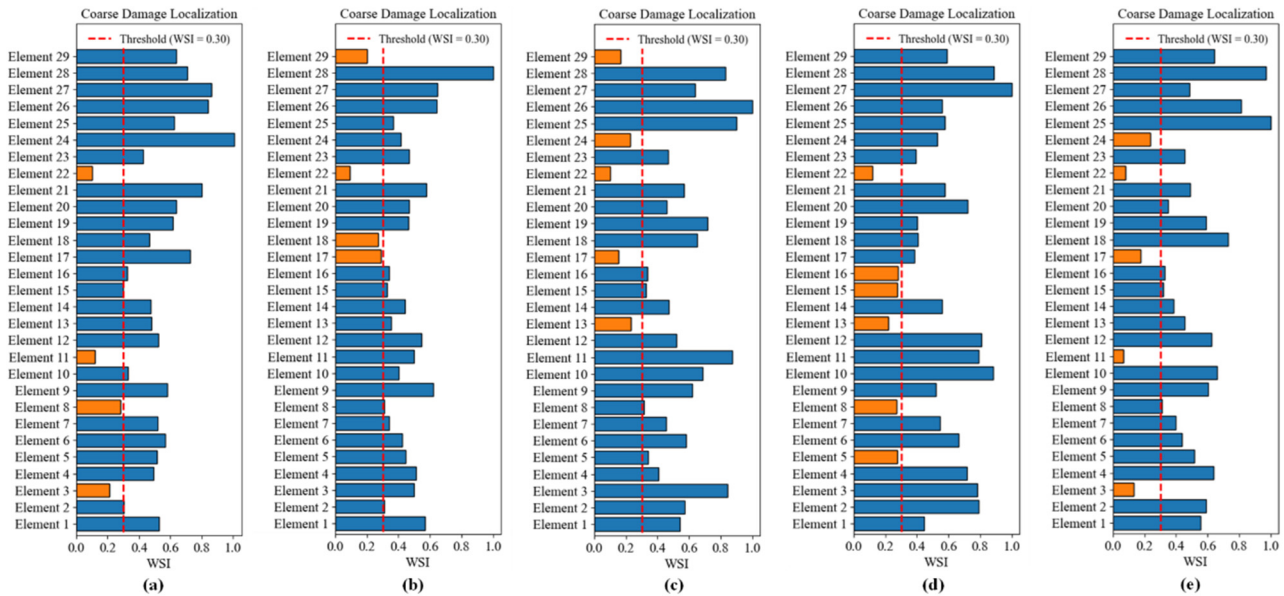 Coarse Damage Localization
Threshold (WSI = 0.30)
Element 29
Element 28
Element 27
Element 26
Element 25
Element 24
Element 23
Element 22
Element 21
Element 20
Element 19
Element 18
Element 17
Element 16
Element 15
Element 14
Element 13
Element 12
Element 11
Element 10
Element 9
Element 8
Element 7
Element 6
Element 5
Element 4
Element 3
Element 2
Element 1
0.0 0.2 0.4 0.6 0.8 1.0
WSI
(a)
Coarse Damage Localization
Threshold (WSI = 0.30)
Element 29
Element 28
Element 27
Element 26
Element 25
Element 24
Element 23
Element 22
Element 21
Element 20
Element 19
Element 18
Element 17
Element 16
Element 15
Element 14
Element 13
Element 12
Element 11
Element 10
Element 9
Element 8
Element 7
Element 6
Element 5
Element 4
Element 3
Element 2
Element 1
0.0 0.2 0.4 0.6 0.8 1.0
WSI
(b)
Coarse Damage Localization
Threshold (WSI = 0.30)
Element 29
Element 28
Element 27
Element 26
Element 25
Element 24
Element 23
Element 22
Element 21
Element 20
Element 19
Element 18
Element 17
Element 16
Element 15
Element 14
Element 13
Element 12
Element 11
Element 10
Element 9
Element 8
Element 7
Element 6
Element 5
Element 4
Element 3
Element 2
Element 1
0.0 0.2 0.4 0.6 0.8 1.0
WSI
(c)
Coarse Damage Localization
Threshold (WSI = 0.30)
Element 29
Element 28
Element 27
Element 26
Element 25
Element 24
Element 23
Element 22
Element 21
Element 20
Element 19
Element 18
Element 17
Element 16
Element 15
Element 14
Element 13
Element 12
Element 11
Element 10
Element 9
Element 8
Element 7
Element 6
Element 5
Element 4
Element 3
Element 2
Element 1
0.0 0.2 0.4 0.6 0.8 1.0
WSI
(d)
Coarse Damage Localization
Threshold (WSI = 0.30)
Element 29
Element 28
Element 27
Element 26
Element 25
Element 24
Element 23
Element 22
Element 21
Element 20
Element 19
Element 18
Element 17
Element 16
Element 15
Element 14
Element 13
Element 12
Element 11
Element 10
Element 9
Element 8
Element 7
Element 6
Element 5
Element 4
Element 3
Element 2
Element 1
0.0 0.2 0.4 0.6 0.8 1.0
WSI
(e)